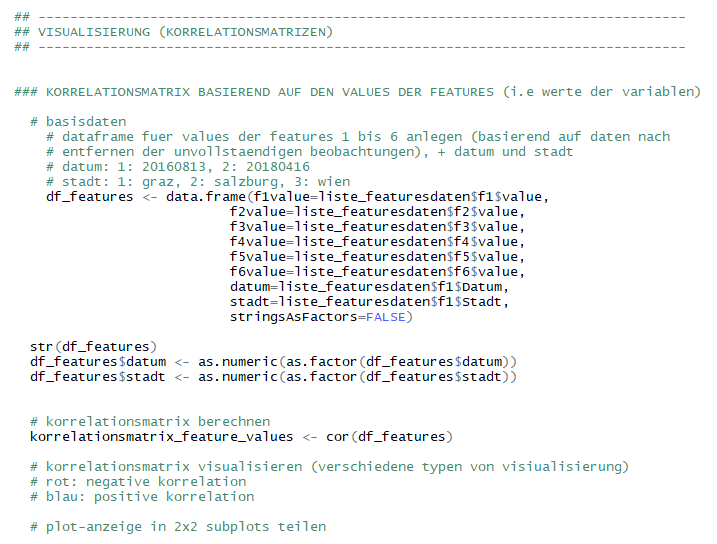 ## ---------------------------------------------------------------------------------
## VISUALISIERUNG (KORRELATIONSMATRIZEN)
## ---------------------------------------------------------------------------------
### KORRELATIONSMATRIX BASIEREND AUF DEN VALUES DER FEATURES (i.e werte der variablen)
# basisdaten
# dataframe fuer values der features 1 bis 6 anlegen (basierend auf daten nach
# entfernen der unvollstaendigen beobachtungen), + datum und stadt
# datum: 1: 20160813, 2: 20180416
# stadt: 1: graz, 2: salzburg, 3: wien
df_features <- data.frame(f1value=liste_featuresdaten$f1$value,
f2value=liste_featuresdaten$f2$value,
f3value=liste_featuresdaten$f3$value,
f4value=liste_featuresdaten$f4$value,
f5value=liste_featuresdaten$f5$value,
f6value=liste_featuresdaten$f6$value,
datum=liste_featuresdaten$f1$Datum,
stadt=liste_featuresdaten$f1$Stadt,
stringsAsFactors=FALSE)
str(df_features)
df_features$datum <- as.numeric(as.factor(df_features$datum))
df_features$stadt <- as.numeric(as.factor(df_features$stadt))
# korrelationsmatrix berechnen
korrelationsmatrix_feature_values <- cor(df_features)
# korrelationsmatrix visualisieren (verschiedene typen von visiualisierung)
# rot: negative korrelation
# blau: positive korrelation
# plot-anzeige in 2x2 subplots teilen